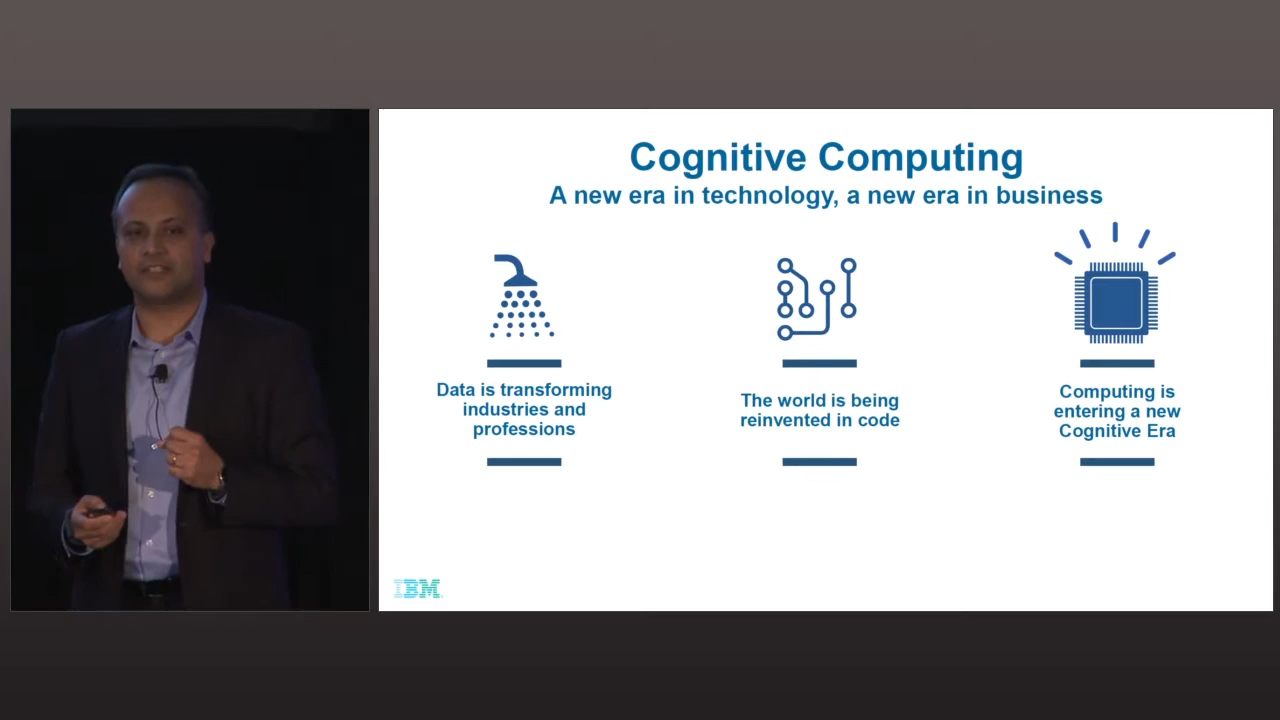 Cognitive Computing
A new era in technology, a new era in business
Data is transforming
industries and
professions
The world is being
reinvented in code
Computing is
entering a new
Cognitive Era
IBM